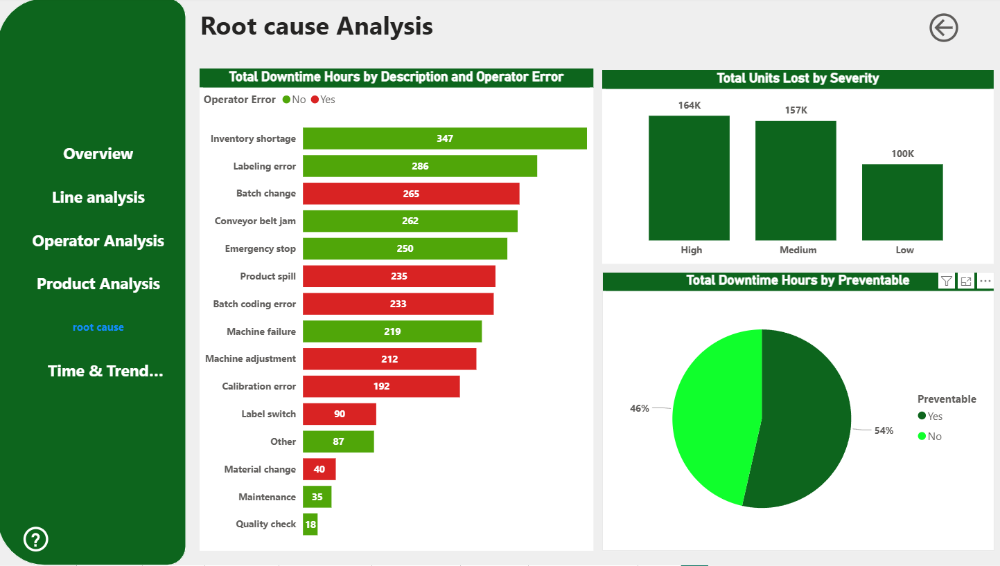 Root cause Analysis
Overview
Line analysis
Operator Analysis
Product Analysis
root cause
Time & Trend...
?
Total Downtime Hours by Description and Operator Error
Operator Error No Yes
Inventory shortage 347
Labeling error 286
Batch change 265
Conveyor belt jam 262
Emergency stop 250
Product spill 235
Batch coding error 233
Machine failure 219
Machine adjustment 212
Calibration error 192
Label switch 90
Other 87
Material change 40
Maintenance 35
Quality check 18
Total Units Lost by Severity
164K 157K 100K
High Medium Low
Total Downtime Hours by Preventable
46%
54%
Preventable
Yes
No